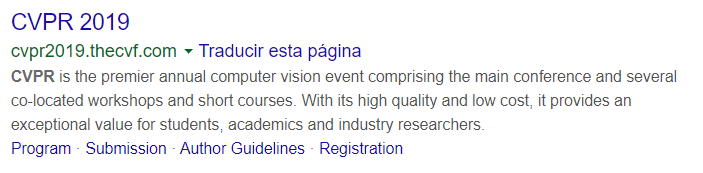 CVPR 2019
cvpr2019.thecvf.com Traducir esta página
CVPR is the premier annual computer vision event comprising the main conference and several
co-located workshops and short courses. With its high quality and low cost, it provides an
exceptional value for students, academics and industry researchers.
Program · Submission · Author Guidelines · Registration